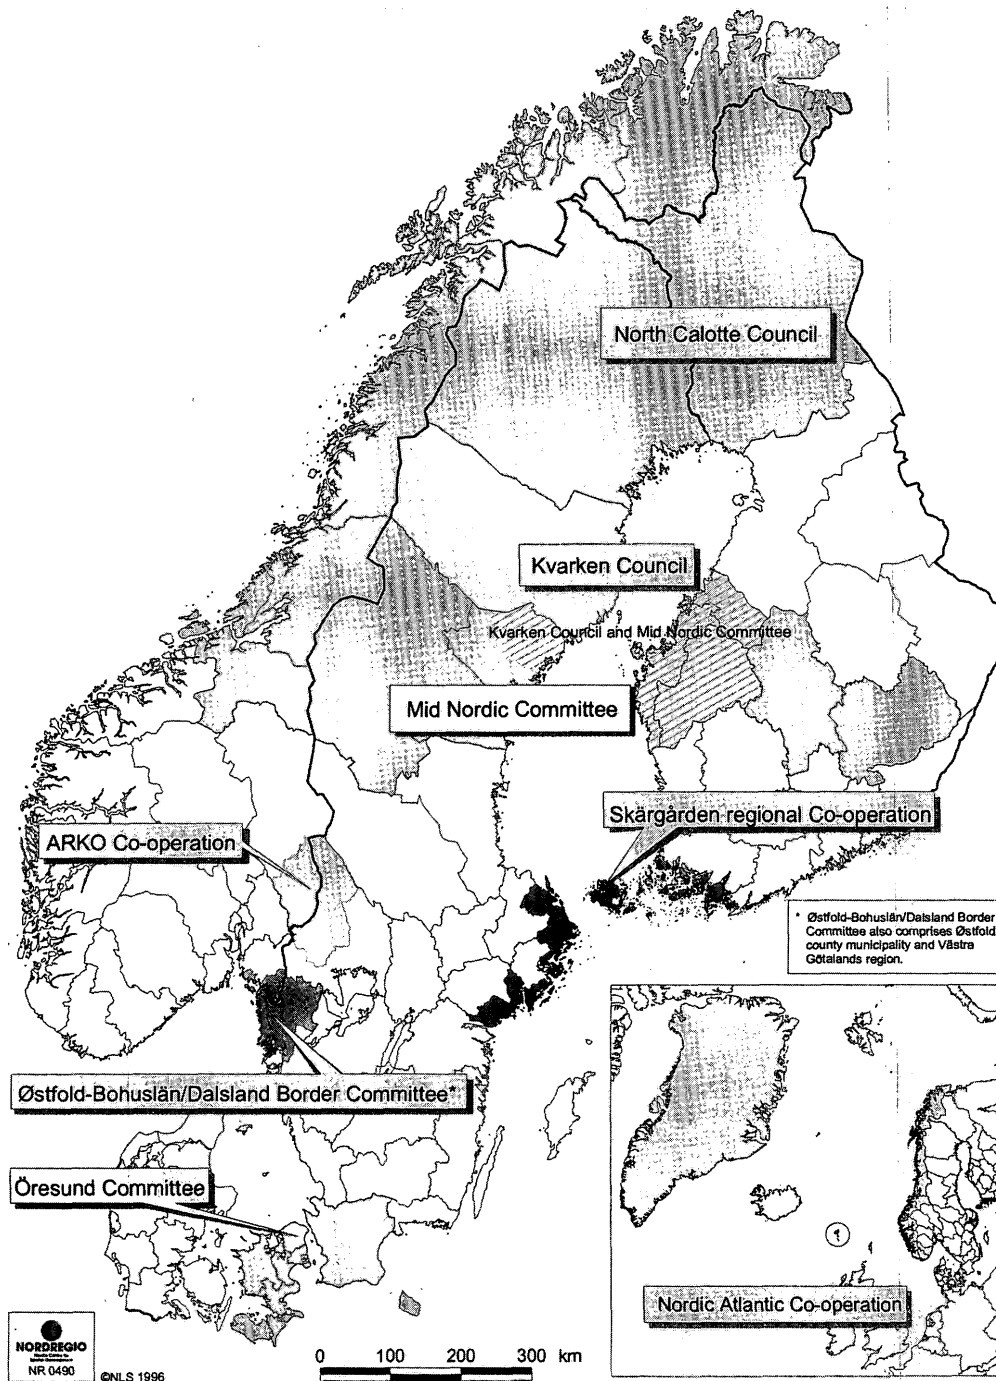 North Calotte Council
Kvarken Council
Kvarken Council and Mid Nordic Committee
Mid Nordic Committee
Skärgården regional Co-operation
ARKO Co-operation
* Østfold-Bohuslän/Dalsland Border
Committee also comprises Østfold
county municipality and Västra
Götalands region.
Østfold-Bohuslän/Dalsland Border Committee*
Öresund Committee
Nordic Atlantic Co-operation
NORDREGIO
NR 0490
©NLS 1996
0 100 200 300 km